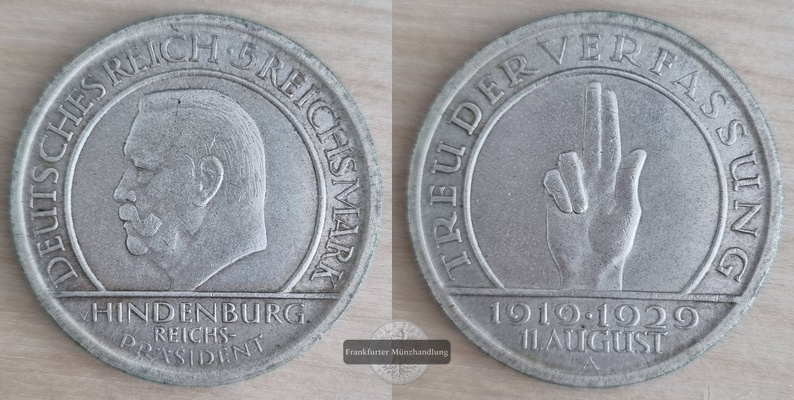 DEUTSCHES REICH · 5 REICHSMARK
V. HINDENBURG
REICHS-
PRÄSIDENT
TREU DER VERFASSUNG
1919·1929
11. AUGUST
A
Frankfurter Münzhandlung